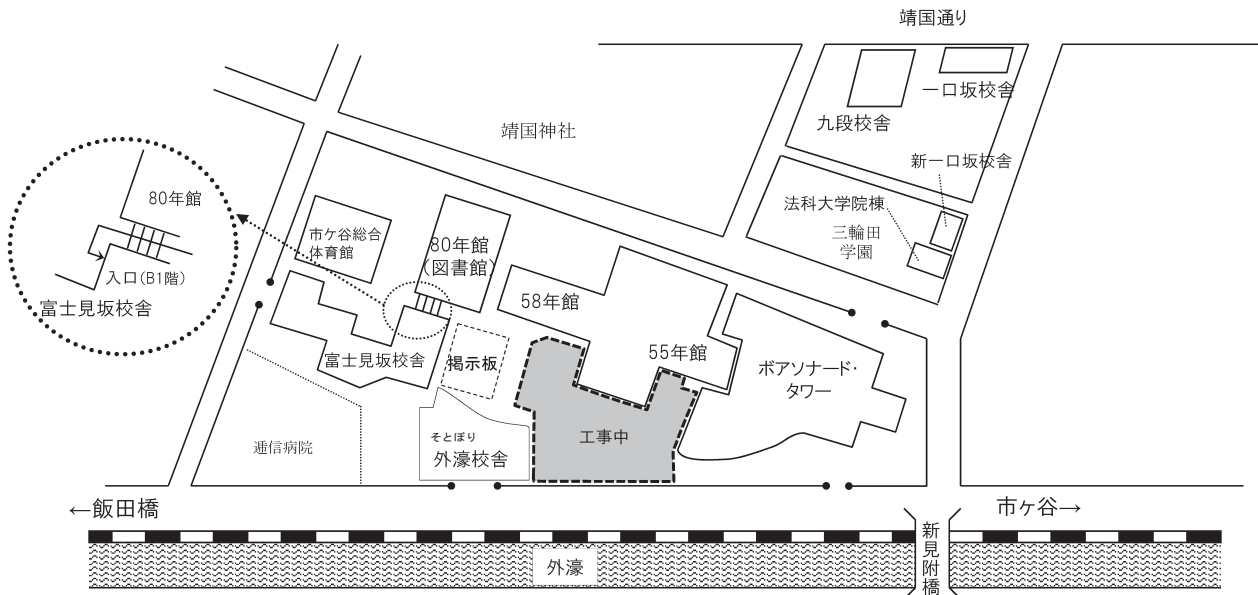 靖国通り
一口坂校舎
九段校舎
靖国神社
新一口坂校舎
法科大学院棟
三輪田
学園
80年館
入口(B1階)
富士見坂校舎
市ケ谷総合
体育館
80年館
(図書館)
58年館
55年館
富士見坂校舎
掲示板
ボアソナード・
タワー
逓信病院
そとぼり
外濠校舎
工事中
←飯田橋
市ヶ谷→
新見附橋
外濠